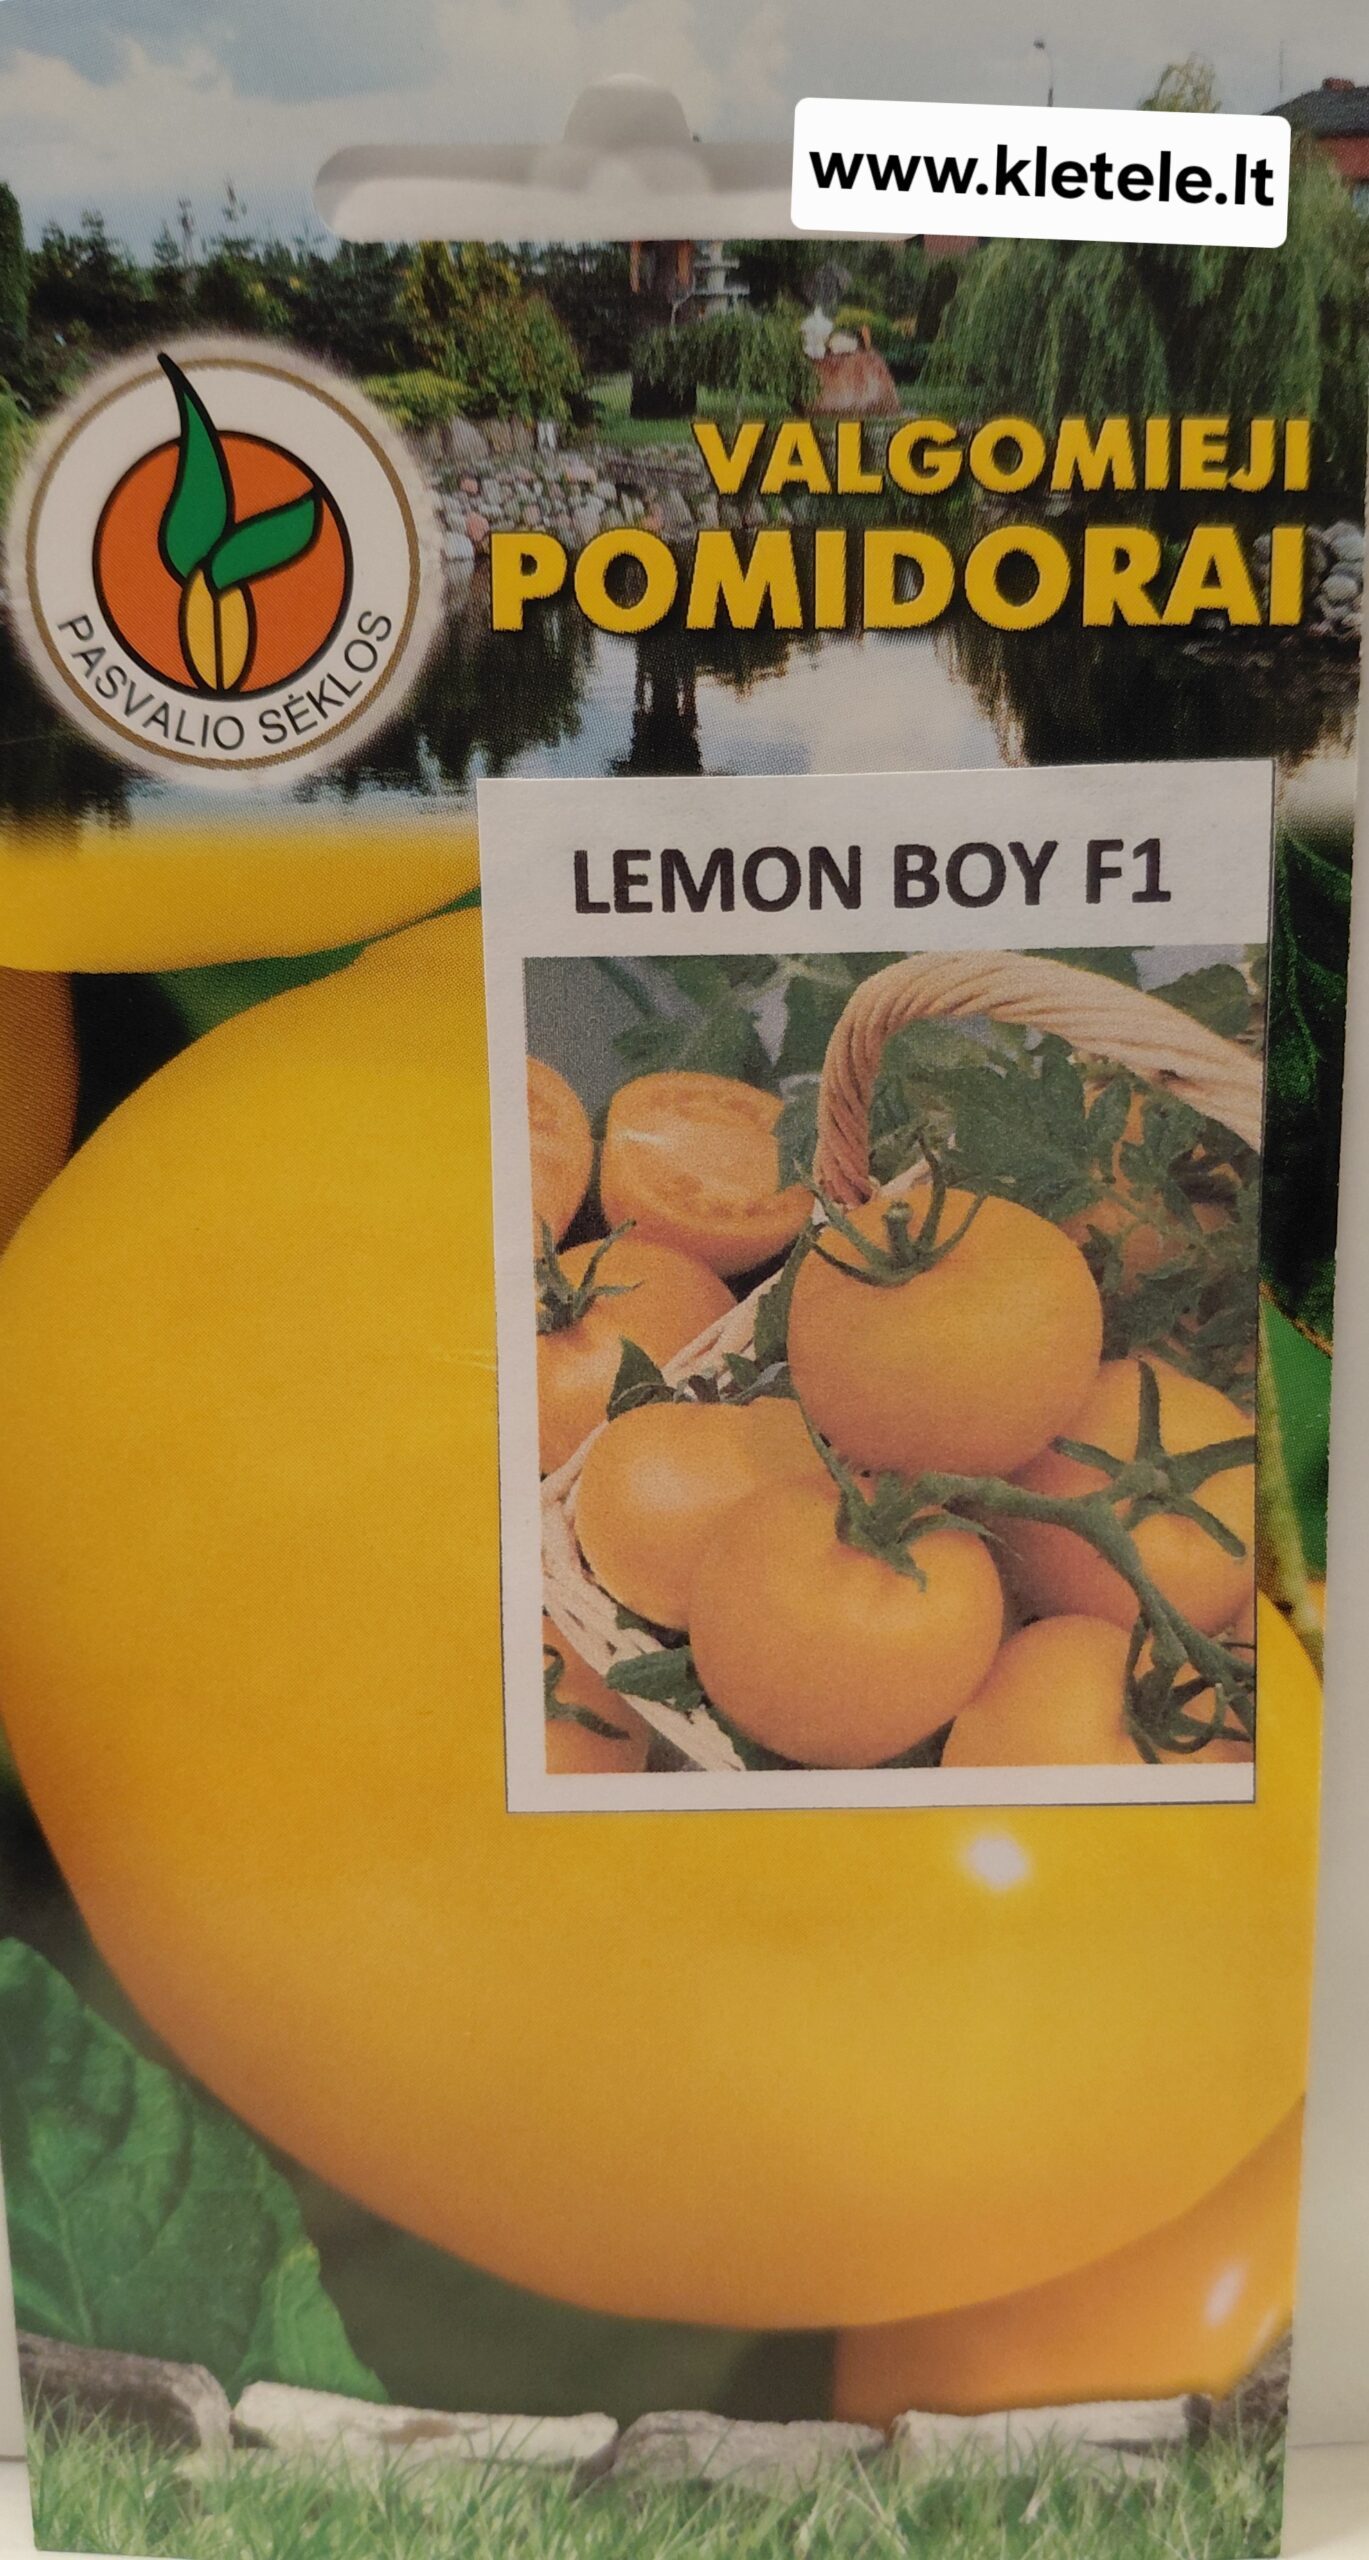 www.kletele.lt
VALGOMIEJI
POMIDORAI
PASVALIO SĖKLOS
LEMON BOY F1